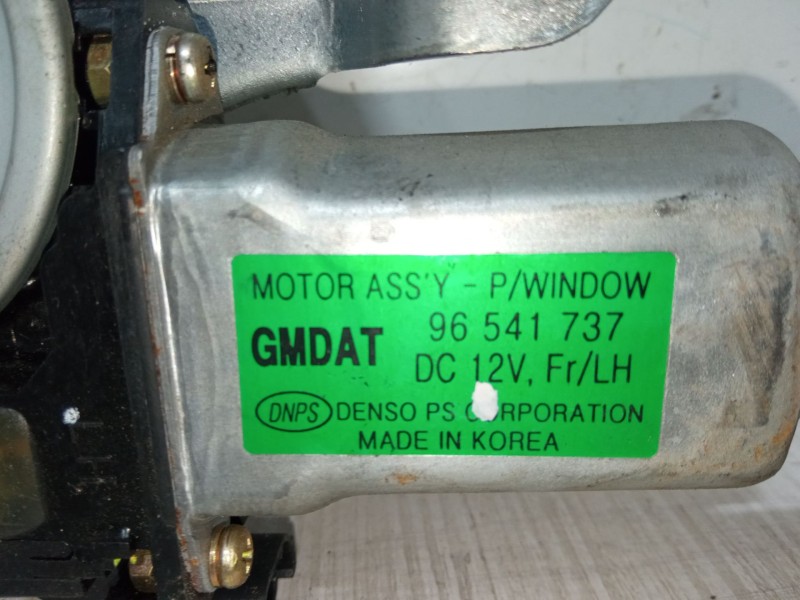 MOTOR ASS'Y - P/WINDOW
GMDAT 96 541 737
DC 12V, Fr/LH
DNPS DENSO PS CORPORATION
MADE IN KOREA